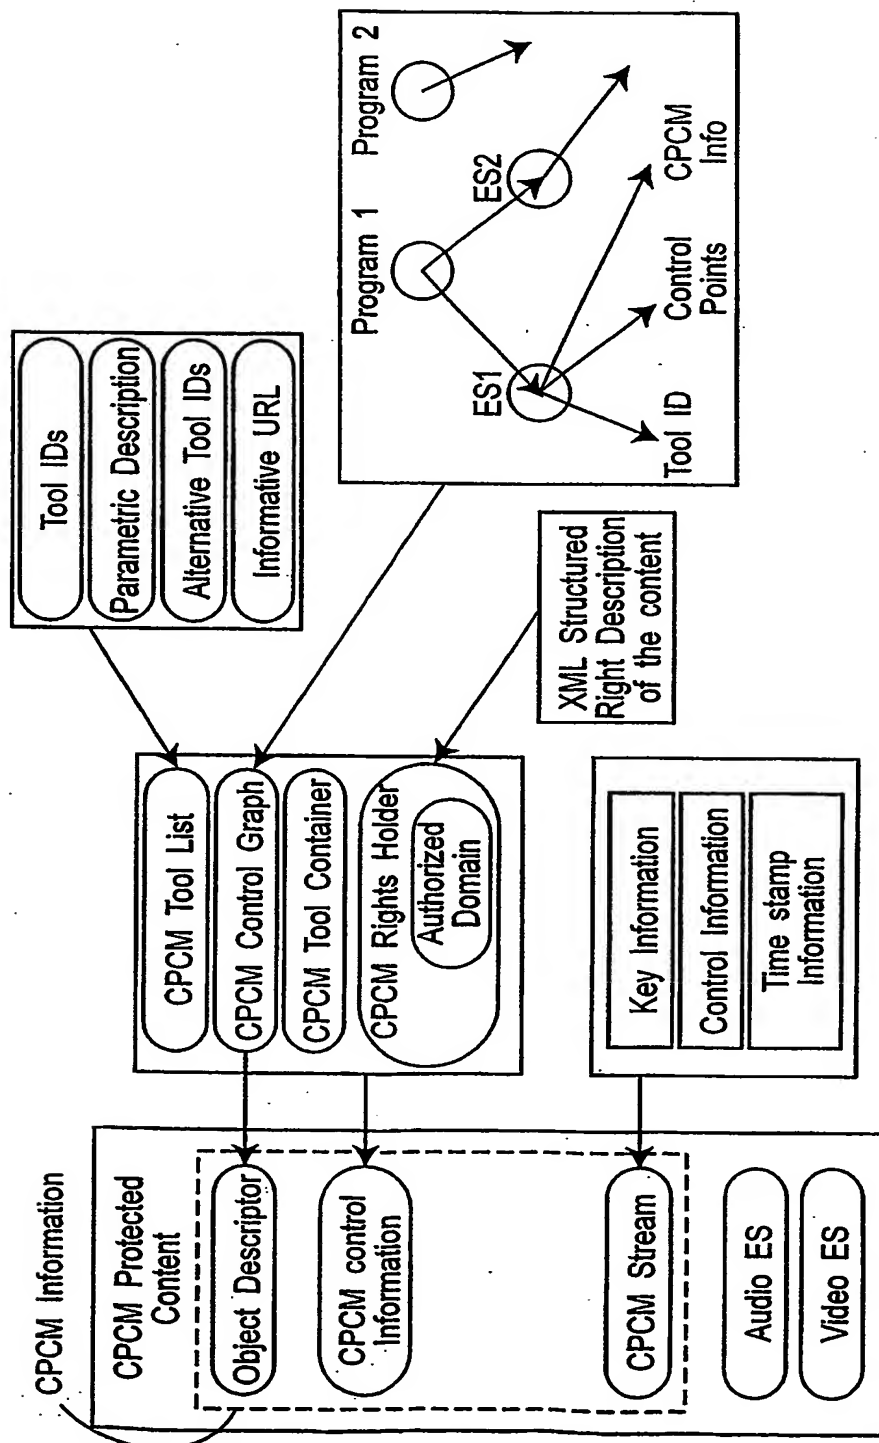 CPCM Information
CPCM Protected
Content
Object Descriptor
CPCM control
Information
CPCM Stream
Audio ES
Video ES
CPCM Tool List
CPCM Control Graph
CPCM Tool Container
CPCM Rights Holder
Authorized
Domain
Key Information
Control Information
Time stamp
Information
Tool IDs
Parametric Description
Alternative Tool IDs
Informative URL
XML Structured
Right Description
of the content
Program 1
Program 2
ES1
ES2
Tool ID
Control
Points
CPCM
Info